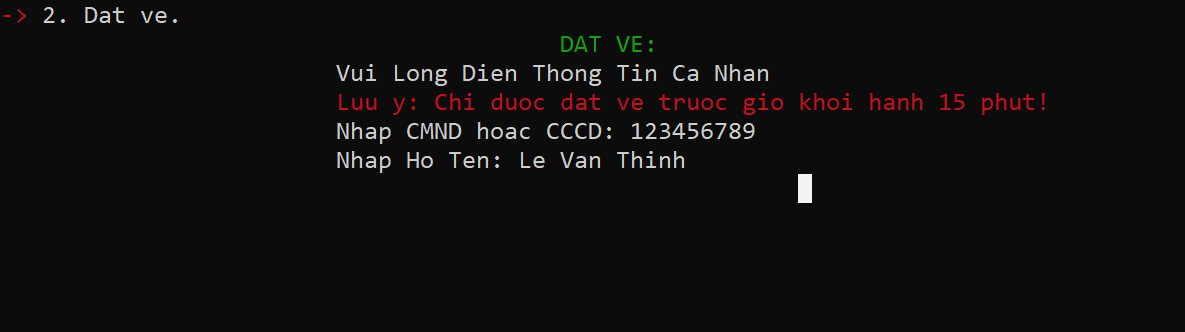 -> 2. Dat ve.
DAT VE:
Vui Long Dien Thong Tin Ca Nhan
Luu y: Chi duoc dat ve truoc gio khoi hanh 15 phut!
Nhap CMND hoac CCCD: 123456789
Nhap Ho Ten: Le Van Thinh